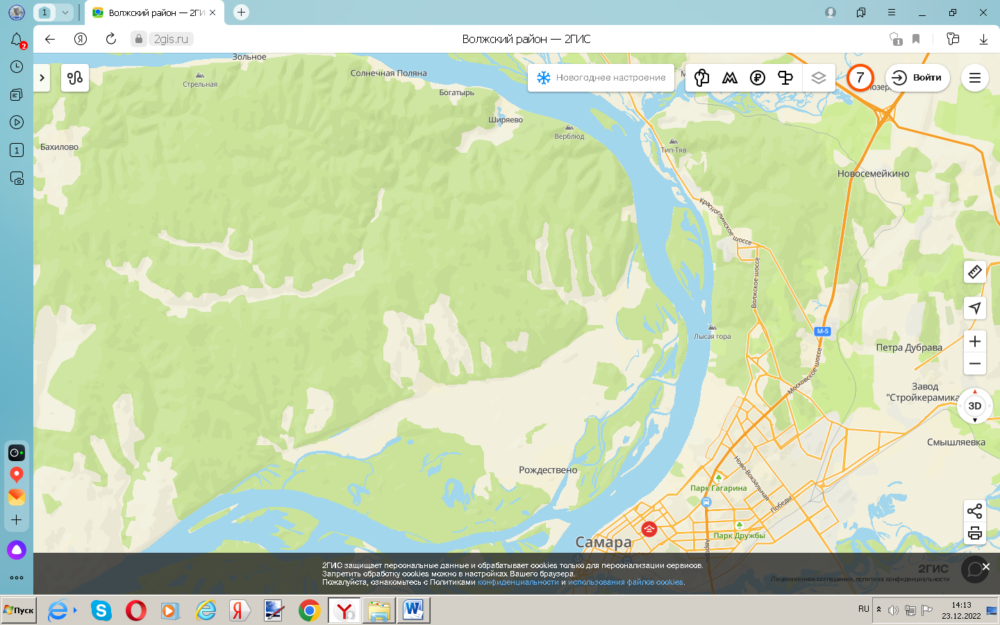 1
Волжский район — 2ГИ
2
2gis.ru
Волжский район — 2ГИС
1
1
Зольное
Стрельная
Солнечная Поляна
Богатырь
Новогоднее настроение
7
Войти
Ширяево
Верблюд
Бахилово
Тип-Тяв
Новосемейкино
Красноглинское шоссе
Волжское шоссе
Лысая гора
М-5
Петра Дубрава
Московское шоссе
Завод
"Стройкерамика"
3D
Смышляевка
Рождествено
Ново-Вокзальная
Парк Гагарина
Победы
Парк Дружбы
Самара
Аэродр
2ГИС защищает персональные данные и обрабатывает cookies только для персонализации сервисов.
Запретить обработку cookies можно в настройках Вашего браузера.
Пожалуйста, ознакомьтесь с Политиками конфиденциальности и использования файлов cookies.
2ГИС
Лицензионное соглашение, политика конфиденциальности
Пуск
RU
14:13
23.12.2022